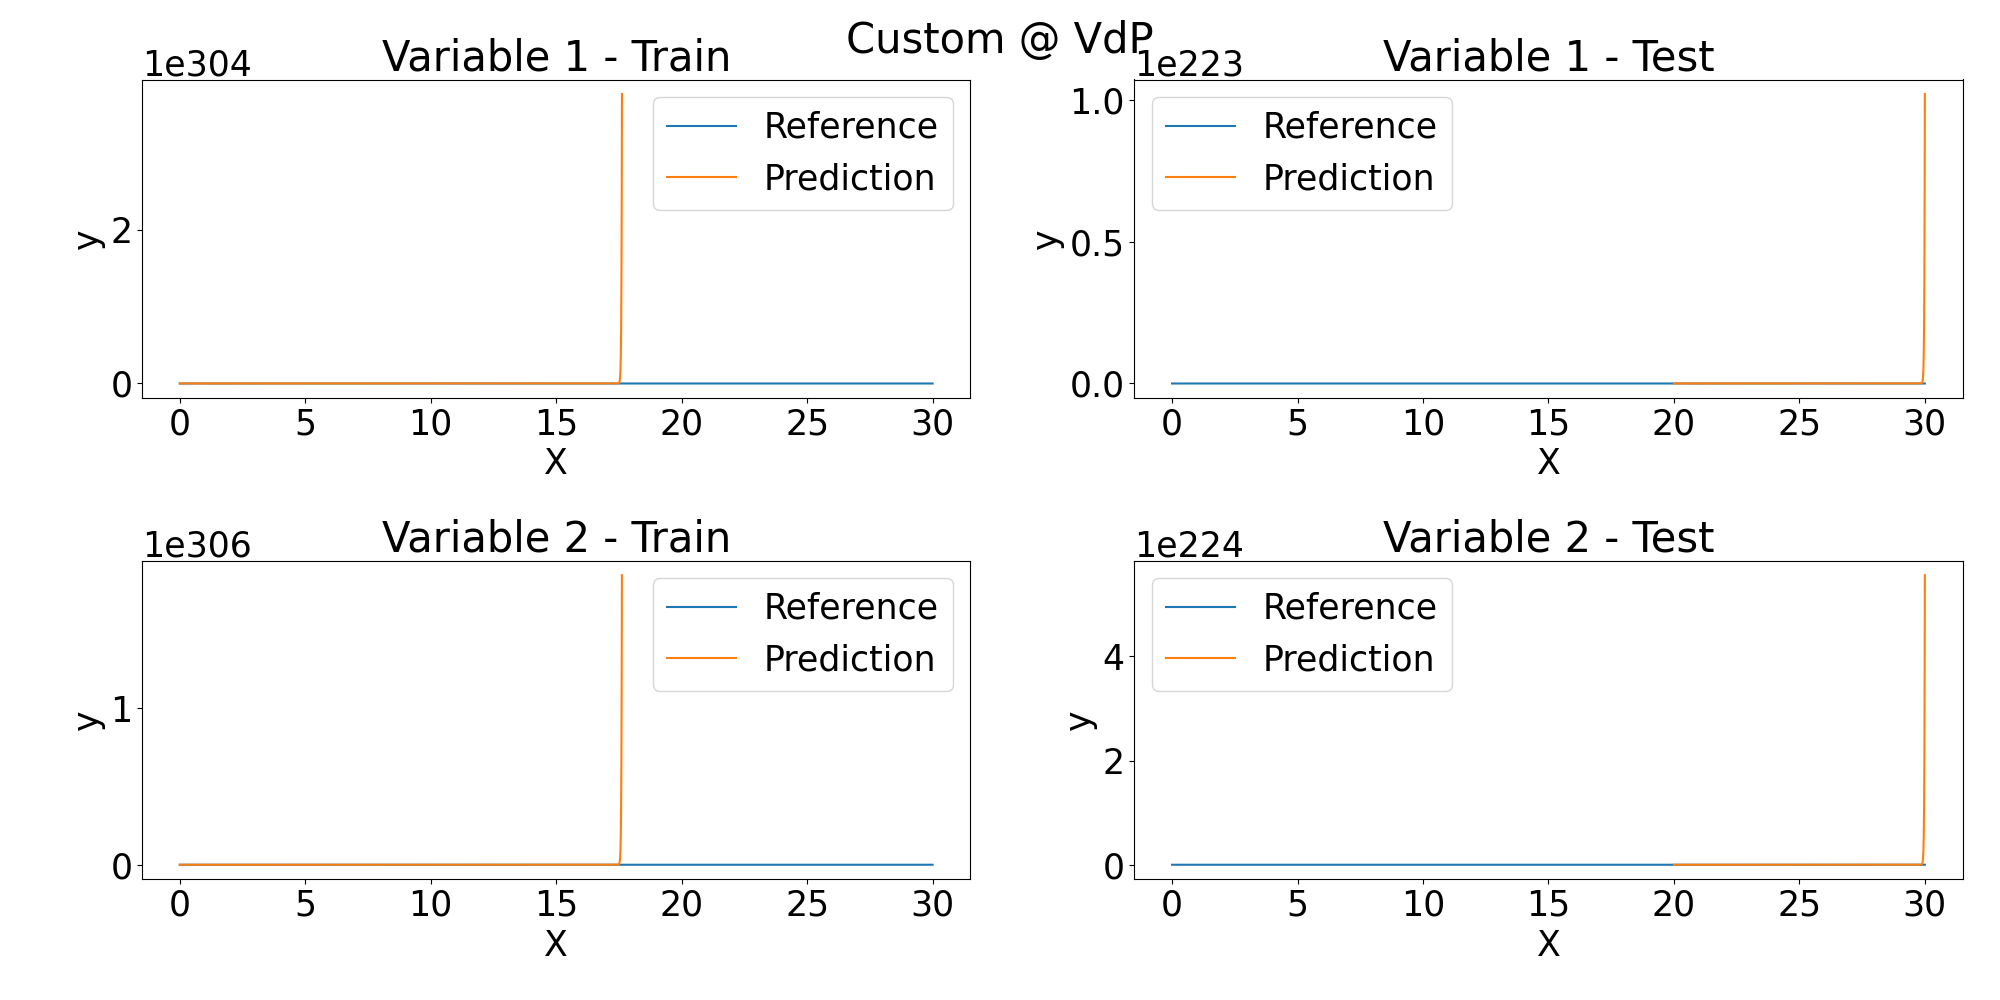 Custom @ VdP
Variable 1 - Train
1e304
y
2
0
Reference
Prediction
0 5 10 15 20 25 30
X
Variable 1 - Test
1e223
y
1.0
0.5
0.0
Reference
Prediction
0 5 10 15 20 25 30
X
Variable 2 - Train
1e306
y
1
0
Reference
Prediction
0 5 10 15 20 25 30
X
Variable 2 - Test
1e224
y
4
2
0
Reference
Prediction
0 5 10 15 20 25 30
X